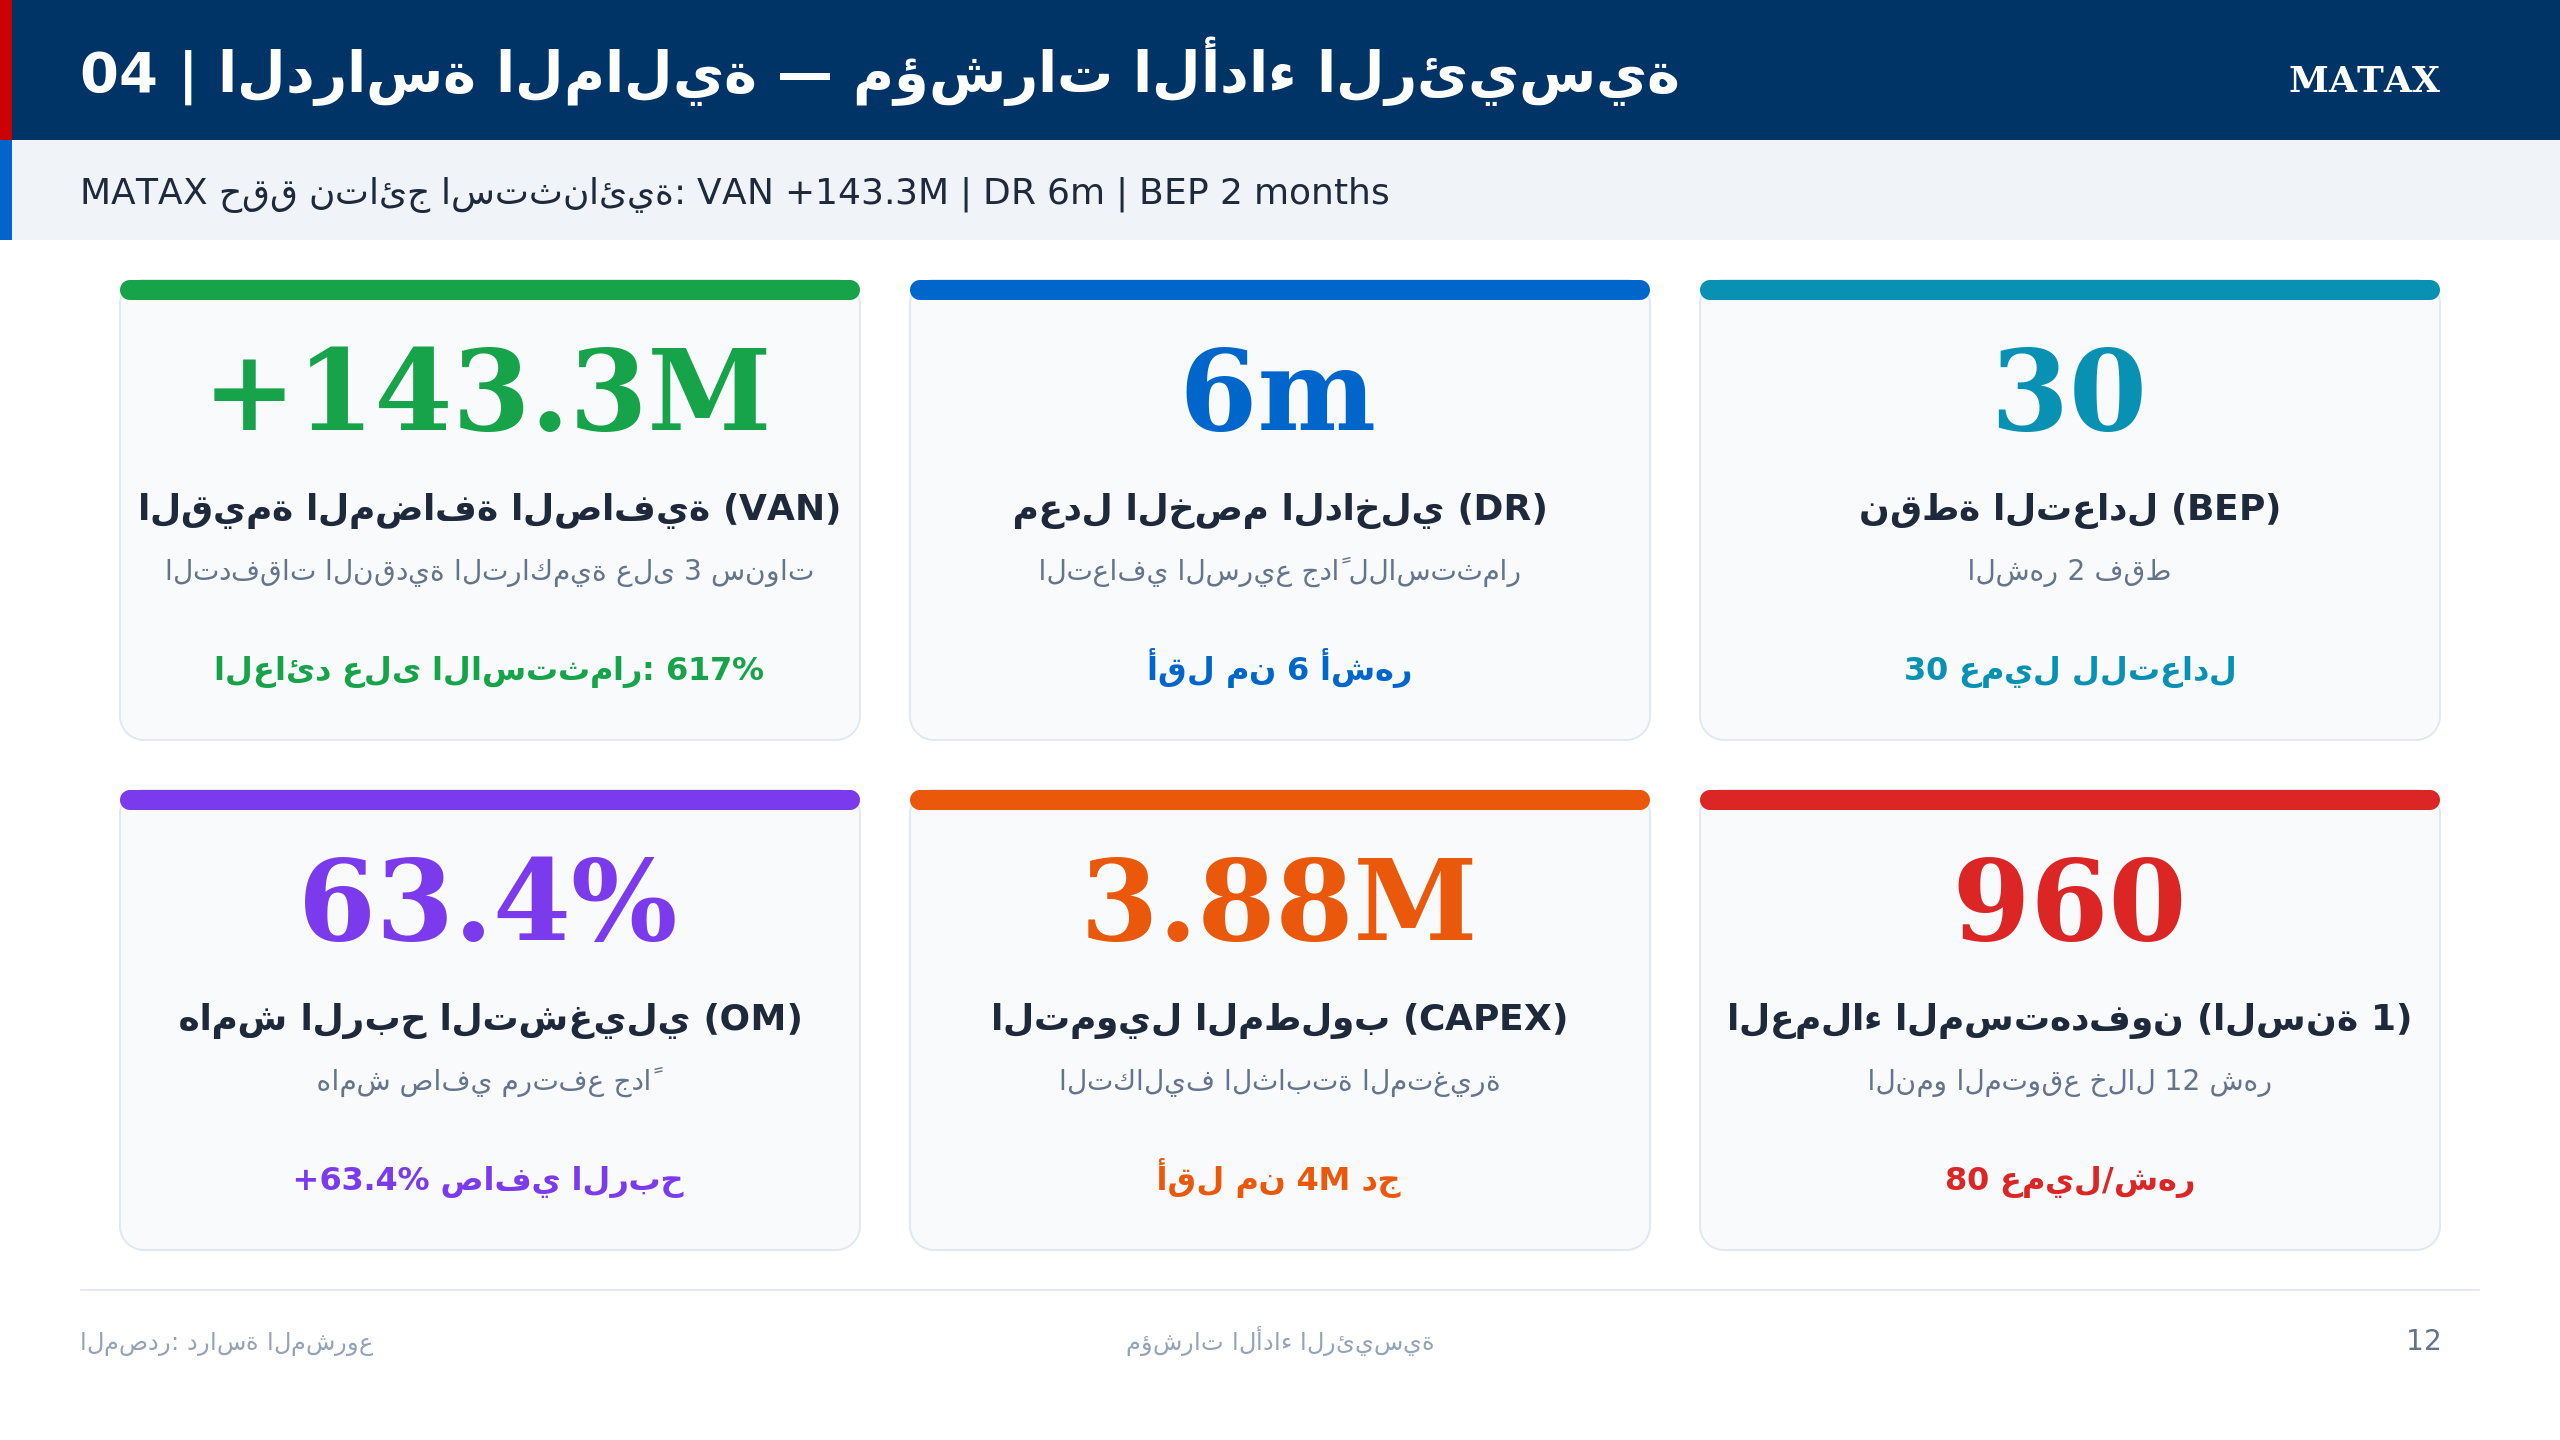 04 | الدراسة المالية — مؤشرات الأداء الرئيسية
MATAX
MATAX حقق نتائج استثنائية: VAN +143.3M | DR 6m | BEP 2 months
+143.3M
القيمة المضافة الصافية (VAN)
التدفقات النقدية التراكمية على 3 سنوات
العائد على الاستثمار: 617%
6m
معدل الخصم الداخلي (DR)
التعافي السريع جداً للاستثمار
أقل من 6 أشهر
30
نقطة التعادل (BEP)
الشهر 2 فقط
30 عميل للتعادل
63.4%
هامش الربح التشغيلي (OM)
هامش صافي مرتفع جداً
+63.4% صافي الربح
3.88M
التمويل المطلوب (CAPEX)
التكاليف الثابتة المتغيرة
أقل من 4M دج
960
العملاء المستهدفون (السنة 1)
النمو المتوقع خلال 12 شهر
80 عميل/شهر
المصدر: دراسة المشروع
مؤشرات الأداء الرئيسية
12